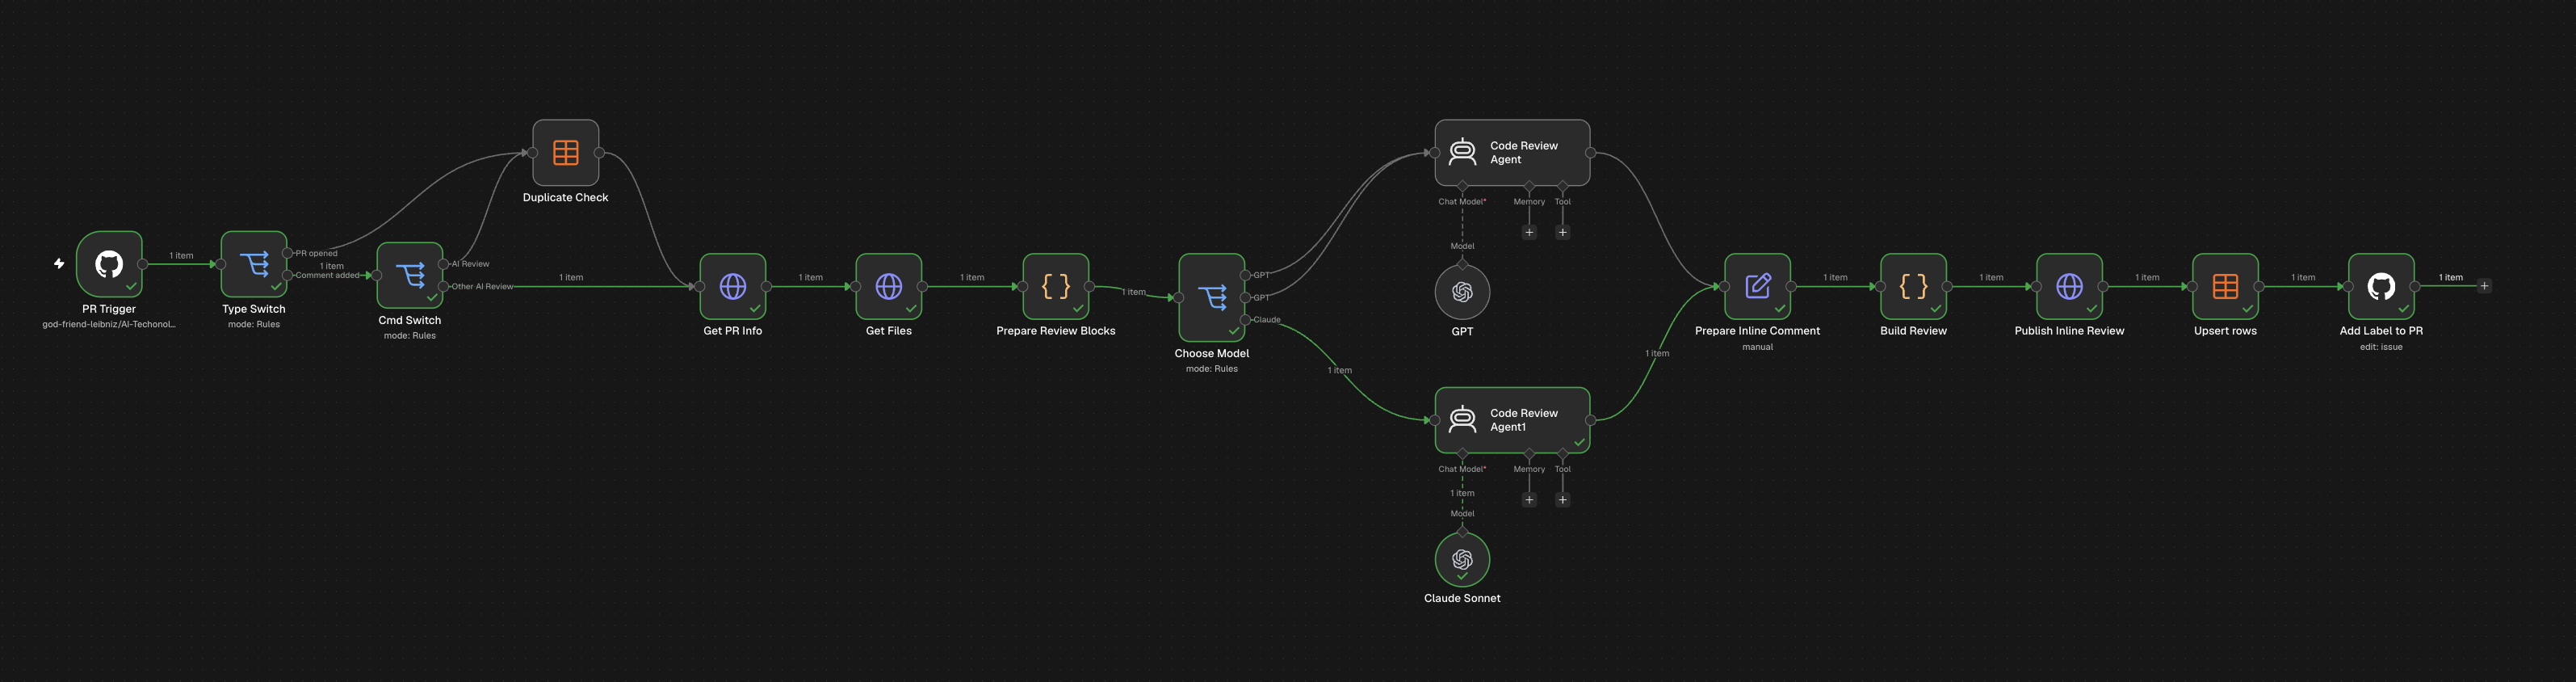 PR Trigger
god-friend-leibniz/AI-Techonol...
1 item
Type Switch
mode: Rules
PR opened
1 item
Comment added
Cmd Switch
mode: Rules
AI Review
Other AI Review
Duplicate Check
1 item
Get PR Info
1 item
Get Files
1 item
Prepare Review Blocks
1 item
Choose Model
mode: Rules
GPT
GPT
Claude
1 item
Code Review
Agent
Chat Model*
Memory
Tool
Model
GPT
Code Review
Agent1
Chat Model*
Memory
Tool
1 item
Model
Claude Sonnet
1 item
Prepare Inline Comment
manual
1 item
Build Review
1 item
Publish Inline Review
1 item
Upsert rows
1 item
Add Label to PR
edit: issue
1 item